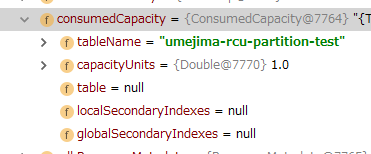 f consumedCapacity = {ConsumedCapacity@7764} "{T
f tableName = "umejima-rcu-partition-test"
f capacityUnits = {Double@7770} 1.0
f table = null
f localSecondaryIndexes = null
f globalSecondaryIndexes = null